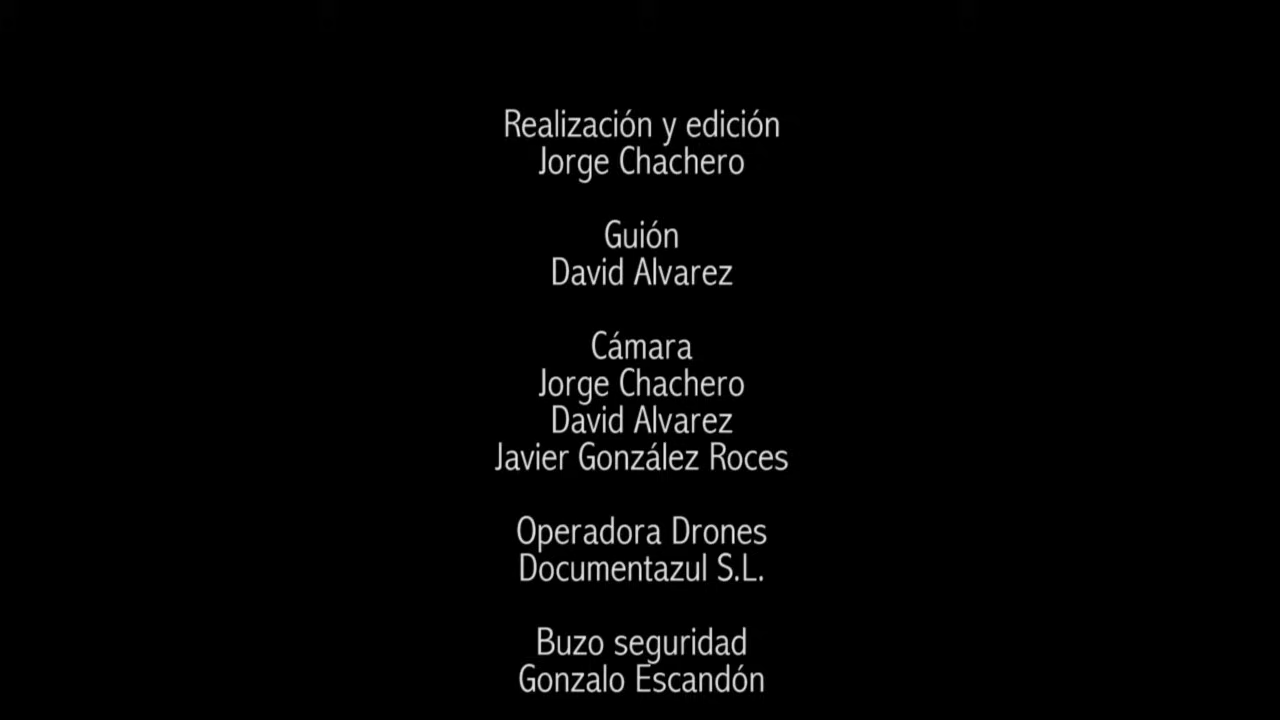 Realización y edición
Jorge Chachero
Guión
David Alvarez
Cámara
Jorge Chachero
David Alvarez
Javier González Roces
Operadora Drones
Documentazul S.L.
Buzo seguridad
Gonzalo Escandón